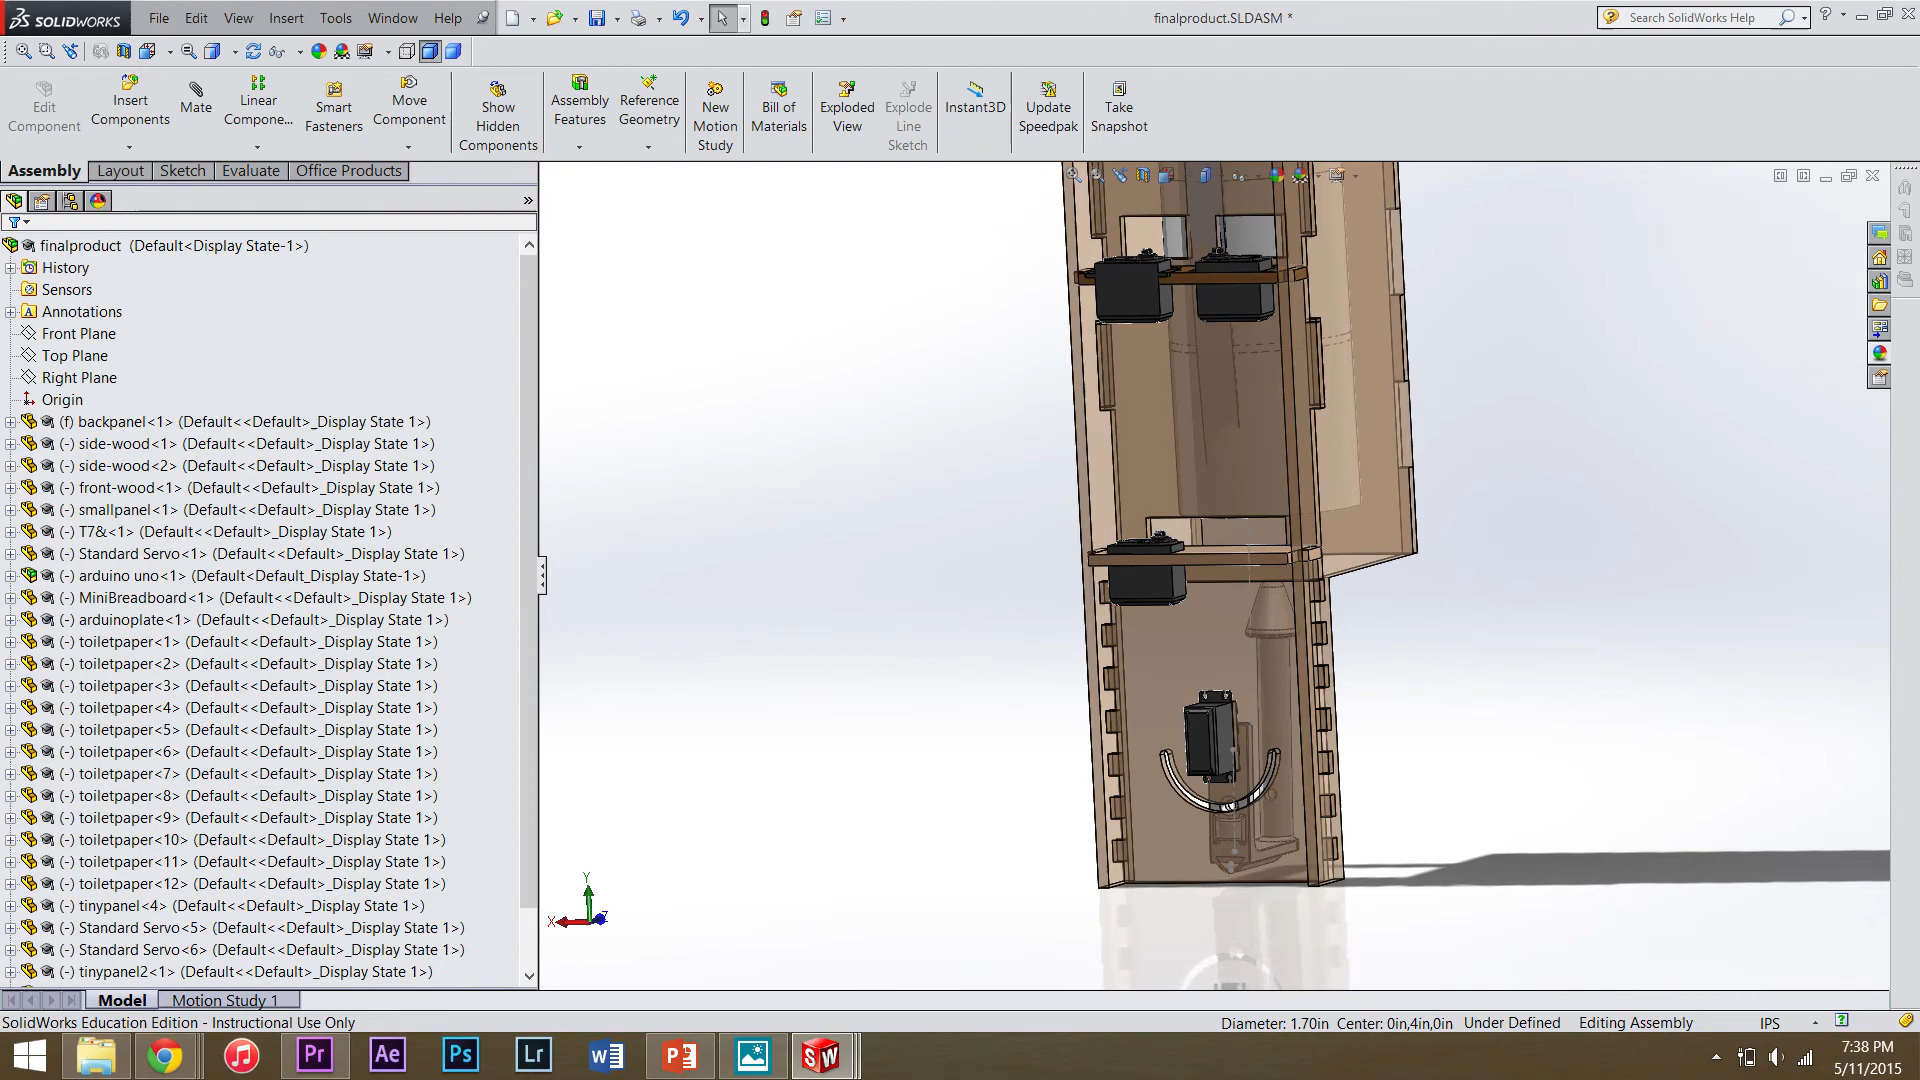 SOLIDWORKS File Edit View Insert Tools Window Help finalproduct.SLDASM * Search SolidWorks Help
Edit Component
Insert Components
Mate
Linear Compone...
Smart Fasteners
Move Component
Show Hidden Components
Assembly Features
Reference Geometry
New Motion Study
Bill of Materials
Exploded View
Explode Line Sketch
Instant3D
Update Speedpak
Take Snapshot
Assembly Layout Sketch Evaluate Office Products
finalproduct (Default<Display State-1>)
History
Sensors
Annotations
Front Plane
Top Plane
Right Plane
Origin
(f) backpanel<1> (Default<<Default>_Display State 1>)
(-) side-wood<1> (Default<<Default>_Display State 1>)
(-) side-wood<2> (Default<<Default>_Display State 1>)
(-) front-wood<1> (Default<<Default>_Display State 1>)
(-) smallpanel<1> (Default<<Default>_Display State 1>)
(-) T7&<1> (Default<<Default>_Display State 1>)
(-) Standard Servo<1> (Default<<Default>_Display State 1>)
(-) arduino uno<1> (Default<Default_Display State-1>)
(-) MiniBreadboard<1> (Default<<Default>_Display State 1>)
(-) arduinoplate<1> (Default<<Default>_Display State 1>)
(-) toiletpaper<1> (Default<<Default>_Display State 1>)
(-) toiletpaper<2> (Default<<Default>_Display State 1>)
(-) toiletpaper<3> (Default<<Default>_Display State 1>)
(-) toiletpaper<4> (Default<<Default>_Display State 1>)
(-) toiletpaper<5> (Default<<Default>_Display State 1>)
(-) toiletpaper<6> (Default<<Default>_Display State 1>)
(-) toiletpaper<7> (Default<<Default>_Display State 1>)
(-) toiletpaper<8> (Default<<Default>_Display State 1>)
(-) toiletpaper<9> (Default<<Default>_Display State 1>)
(-) toiletpaper<10> (Default<<Default>_Display State 1>)
(-) toiletpaper<11> (Default<<Default>_Display State 1>)
(-) toiletpaper<12> (Default<<Default>_Display State 1>)
(-) tinypanel<4> (Default<<Default>_Display State 1>)
(-) Standard Servo<5> (Default<<Default>_Display State 1>)
(-) Standard Servo<6> (Default<<Default>_Display State 1>)
(-) tinypanel2<1> (Default<<Default>_Display State 1>)
Y
X Z
Model Motion Study 1
SolidWorks Education Edition - Instructional Use Only Diameter: 1.70in Center: 0in,4in,0in Under Defined Editing Assembly IPS
Pr Ae Ps Lr W P SW
7:38 PM
5/11/2015